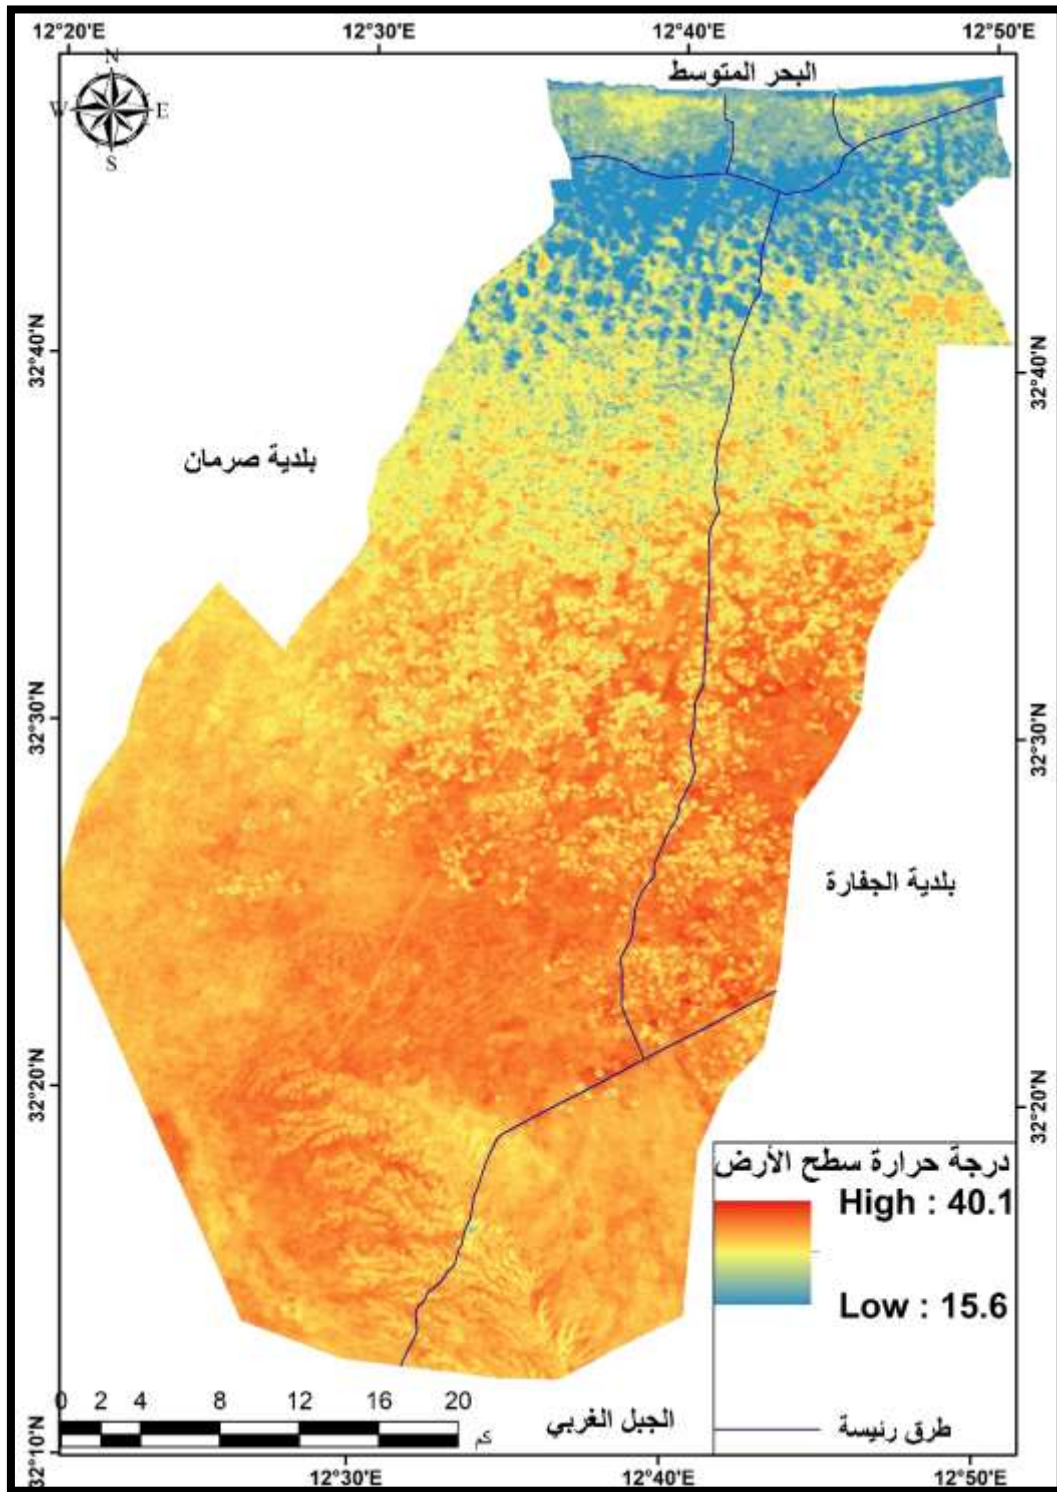 12°20'E 12°30'E 12°40'E 12°50'E
البحر المتوسط
N
W E
S
32°40'N
32°40'N
بلدية صرمان
32°30'N
32°30'N
بلدية الجفارة
32°20'N
32°20'N
درجة حرارة سطح الأرض
High : 40.1
Low : 15.6
0 2 4 8 12 16 20
كم
الجبل الغربي
طرق رئيسة
32°10'N
12°30'E 12°40'E 12°50'E